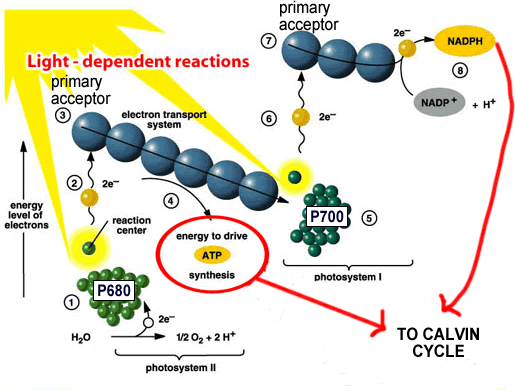 Light - dependent reactions
primary
acceptor
3
electron transport
system
2
2e⁻
4
energy
level of
electrons
reaction
center
energy to drive
ATP
synthesis
1
P680
2e⁻
H₂O
1/2 O₂ + 2 H⁺
photosystem II
primary
acceptor
7
2e⁻
NADPH
8
NADP⁺
+ H⁺
6
2e⁻
P700
5
photosystem I
TO CALVIN
CYCLE